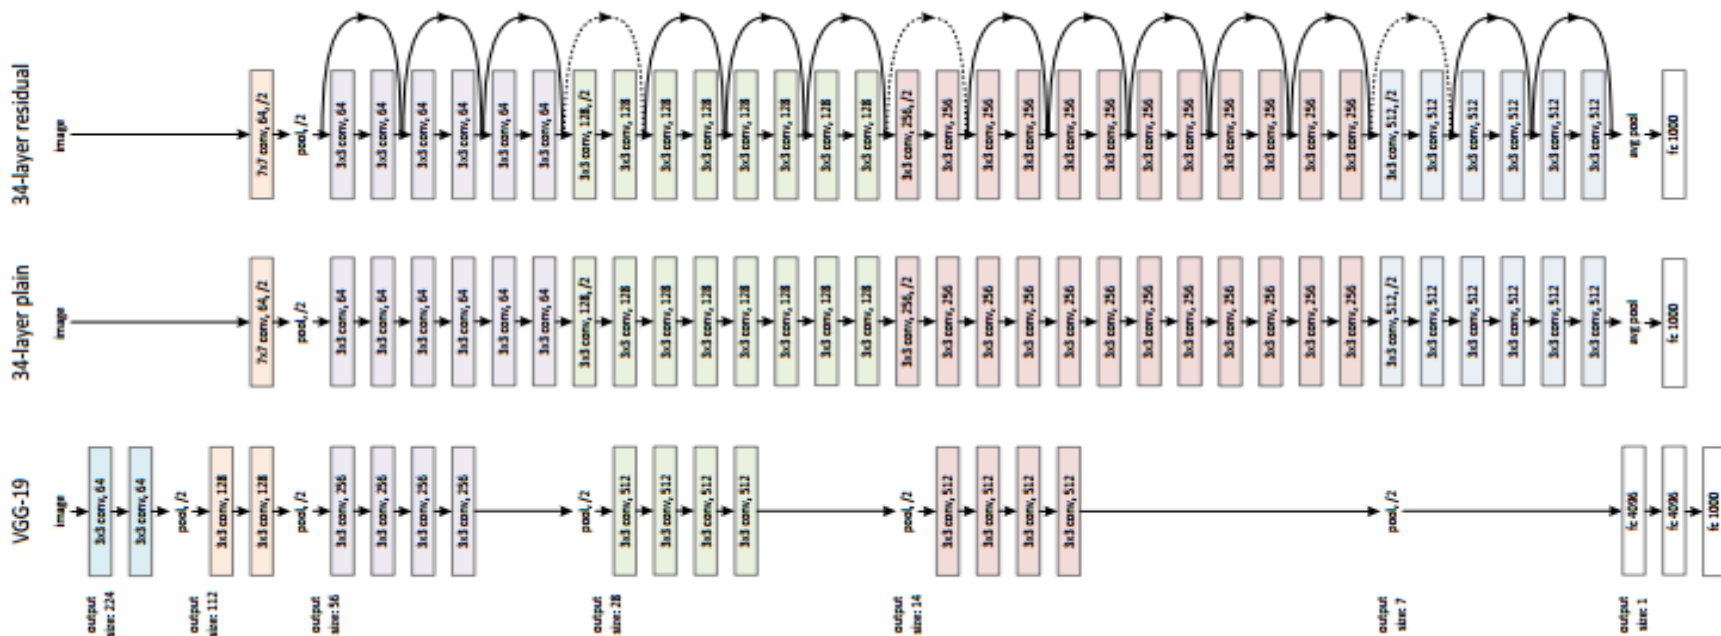 34-layer residual
image
7x7 conv, 64, /2
pool, /2
3x3 conv, 64
3x3 conv, 64
3x3 conv, 64
3x3 conv, 64
3x3 conv, 64
3x3 conv, 64
3x3 conv, 128, /2
3x3 conv, 128
3x3 conv, 128
3x3 conv, 128
3x3 conv, 128
3x3 conv, 128
3x3 conv, 128
3x3 conv, 128
3x3 conv, 256, /2
3x3 conv, 256
3x3 conv, 256
3x3 conv, 256
3x3 conv, 256
3x3 conv, 256
3x3 conv, 256
3x3 conv, 256
3x3 conv, 256
3x3 conv, 256
3x3 conv, 256
3x3 conv, 256
3x3 conv, 512, /2
3x3 conv, 512
3x3 conv, 512
3x3 conv, 512
3x3 conv, 512
3x3 conv, 512
avg pool
fc 1000
34-layer plain
image
7x7 conv, 64, /2
pool, /2
3x3 conv, 64
3x3 conv, 64
3x3 conv, 64
3x3 conv, 64
3x3 conv, 64
3x3 conv, 64
3x3 conv, 128, /2
3x3 conv, 128
3x3 conv, 128
3x3 conv, 128
3x3 conv, 128
3x3 conv, 128
3x3 conv, 128
3x3 conv, 128
3x3 conv, 256, /2
3x3 conv, 256
3x3 conv, 256
3x3 conv, 256
3x3 conv, 256
3x3 conv, 256
3x3 conv, 256
3x3 conv, 256
3x3 conv, 256
3x3 conv, 256
3x3 conv, 256
3x3 conv, 256
3x3 conv, 512, /2
3x3 conv, 512
3x3 conv, 512
3x3 conv, 512
3x3 conv, 512
3x3 conv, 512
avg pool
fc 1000
VGG-19
image
3x3 conv, 64
3x3 conv, 64
pool, /2
3x3 conv, 128
3x3 conv, 128
pool, /2
3x3 conv, 256
3x3 conv, 256
3x3 conv, 256
3x3 conv, 256
pool, /2
3x3 conv, 512
3x3 conv, 512
3x3 conv, 512
3x3 conv, 512
pool, /2
3x3 conv, 512
3x3 conv, 512
3x3 conv, 512
3x3 conv, 512
pool, /2
fc 4096
fc 4096
fc 1000
output
size: 224
output
size: 112
output
size: 56
output
size: 28
output
size: 14
output
size: 7
output
size: 1